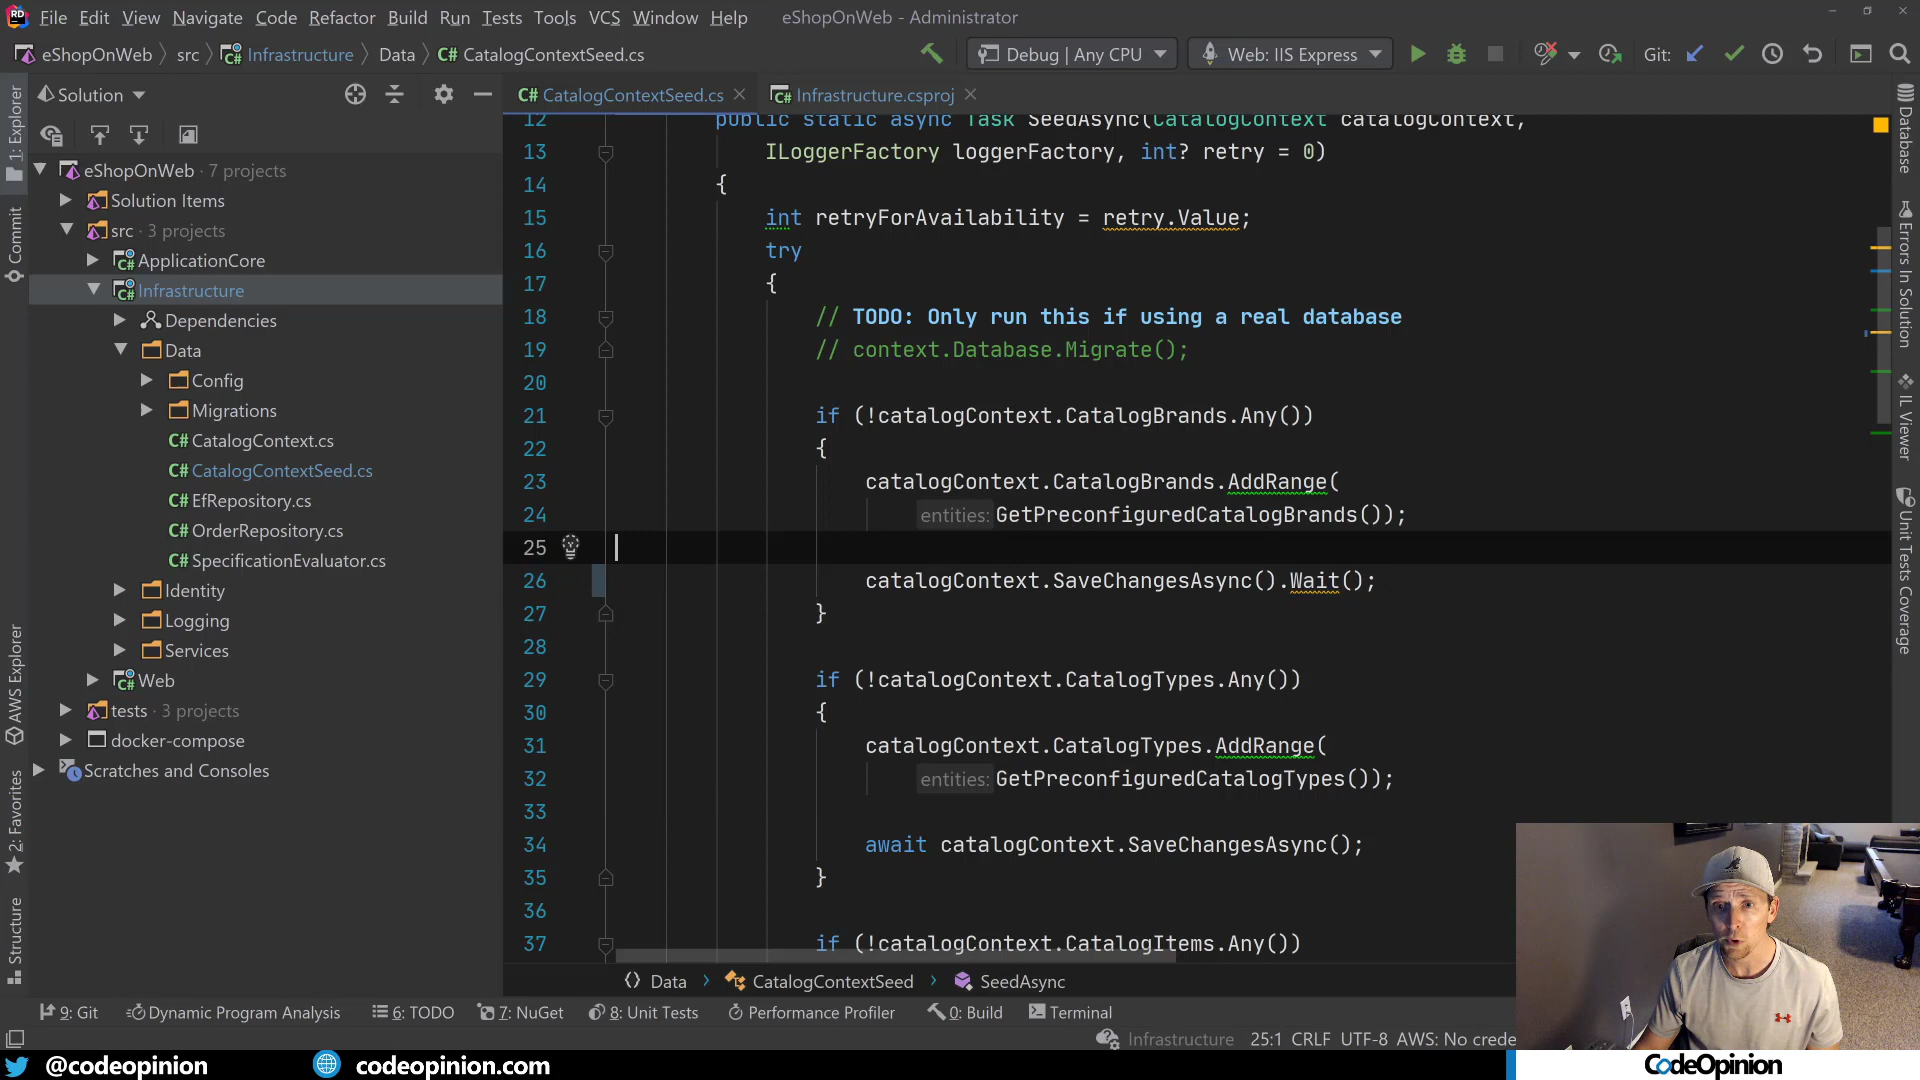 File Edit View Navigate Code Refactor Build Run Tests Tools VCS Window Help eShopOnWeb - Administrator
eShopOnWeb src Infrastructure Data C# CatalogContextSeed.cs Debug | Any CPU Web: IIS Express Git:
Solution
C# CatalogContextSeed.cs Infrastructure.csproj
eShopOnWeb · 7 projects
Solution Items
src · 3 projects
C# ApplicationCore
C# Infrastructure
Dependencies
Data
Config
Migrations
C# CatalogContext.cs
C# CatalogContextSeed.cs
C# EfRepository.cs
C# OrderRepository.cs
C# SpecificationEvaluator.cs
Identity
Logging
Services
C# Web
tests · 3 projects
docker-compose
Scratches and Consoles
1: Explorer
Commit
AWS Explorer
2: Favorites
Structure
12 public static async Task SeedAsync(CatalogContext catalogContext,
13 ILoggerFactory loggerFactory, int? retry = 0)
14 {
15 int retryForAvailability = retry.Value;
16 try
17 {
18 // TODO: Only run this if using a real database
19 // context.Database.Migrate();
20
21 if (!catalogContext.CatalogBrands.Any())
22 {
23 catalogContext.CatalogBrands.AddRange(
24 entities: GetPreconfiguredCatalogBrands());
25
26 catalogContext.SaveChangesAsync().Wait();
27 }
28
29 if (!catalogContext.CatalogTypes.Any())
30 {
31 catalogContext.CatalogTypes.AddRange(
32 entities: GetPreconfiguredCatalogTypes());
33
34 await catalogContext.SaveChangesAsync();
35 }
36
37 if (!catalogContext.CatalogItems.Any())
Database
Errors In Solution
IL Viewer
Unit Tests Coverage
Data CatalogContextSeed SeedAsync
9: Git Dynamic Program Analysis 6: TODO 7: NuGet 8: Unit Tests Performance Profiler 0: Build Terminal
Infrastructure 25:1 CRLF UTF-8 AWS: No crede
@codeopinion codeopinion.com
CodeOpinion